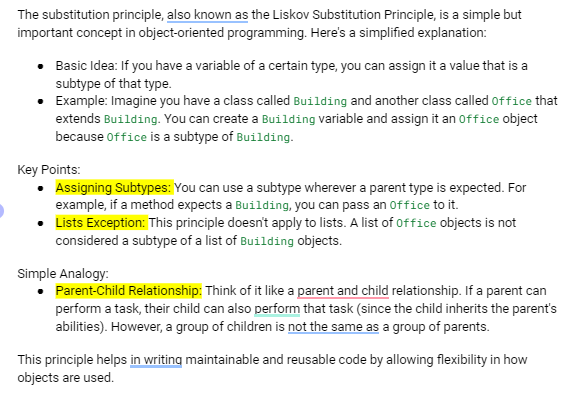 The substitution principle, also known as the Liskov Substitution Principle, is a simple but
important concept in object-oriented programming. Here's a simplified explanation:
● Basic Idea: If you have a variable of a certain type, you can assign it a value that is a
subtype of that type.
● Example: Imagine you have a class called Building and another class called Office that
extends Building. You can create a Building variable and assign it an Office object
because Office is a subtype of Building.
Key Points:
● Assigning Subtypes: You can use a subtype wherever a parent type is expected. For
example, if a method expects a Building, you can pass an Office to it.
● Lists Exception: This principle doesn't apply to lists. A list of Office objects is not
considered a subtype of a list of Building objects.
Simple Analogy:
● Parent-Child Relationship: Think of it like a parent and child relationship. If a parent can
perform a task, their child can also perform that task (since the child inherits the parent's
abilities). However, a group of children is not the same as a group of parents.
This principle helps in writing maintainable and reusable code by allowing flexibility in how
objects are used.